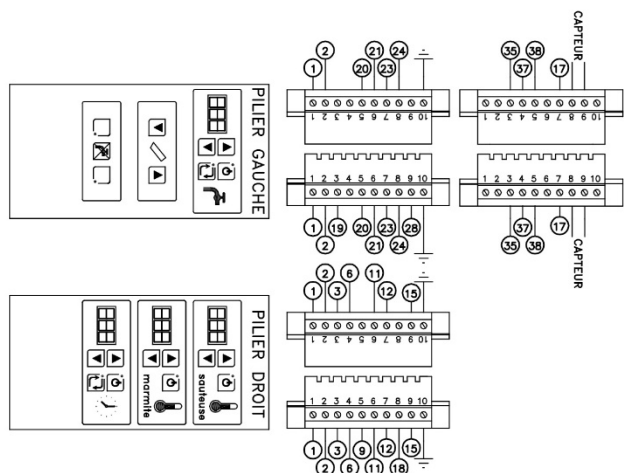 PILIER GAUCHE
2 21 24
1 20 6 23
1 2 3 4 5 6 7 8 9 10
1 2 3 4 5 6 7 8 9 10
1 19 20 23 28
2 21 24
35 38 CAPTEUR
37 17
1 2 3 4 5 6 7 8 9 10
1 2 3 4 5 6 7 8 9 10
37 17
35 38 CAPTEUR
PILIER DROIT
marmite
sauteuse
2 6 11
1 3 12 15
1 2 3 4 5 6 7 8 9 10
1 2 3 4 5 6 7 8 9 10
1 3 9 12 15
2 6 11 18